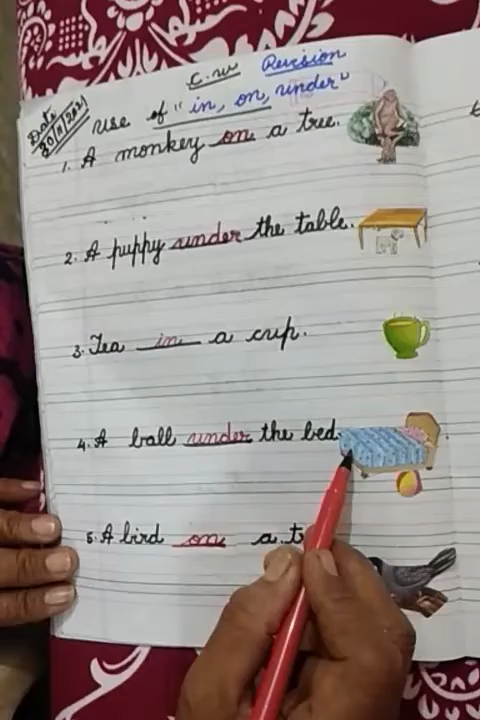 C.W Revision
Date
30/11/2021
use of "in, on, under"
1. A monkey on a tree.
2. A puppy under the table.
3. Tea in a cup.
4. A ball under the bed.
5. A bird on a